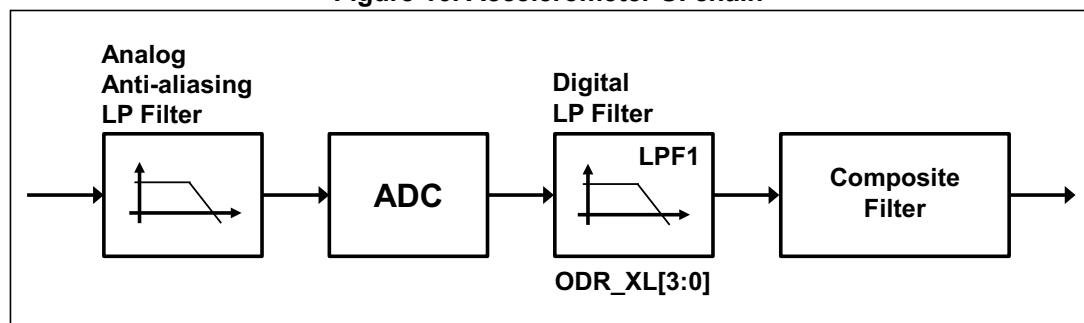 Analog
Anti-aliasing
LP Filter
ADC
Digital
LP Filter
LPF1
ODR_XL[3:0]
Composite
Filter